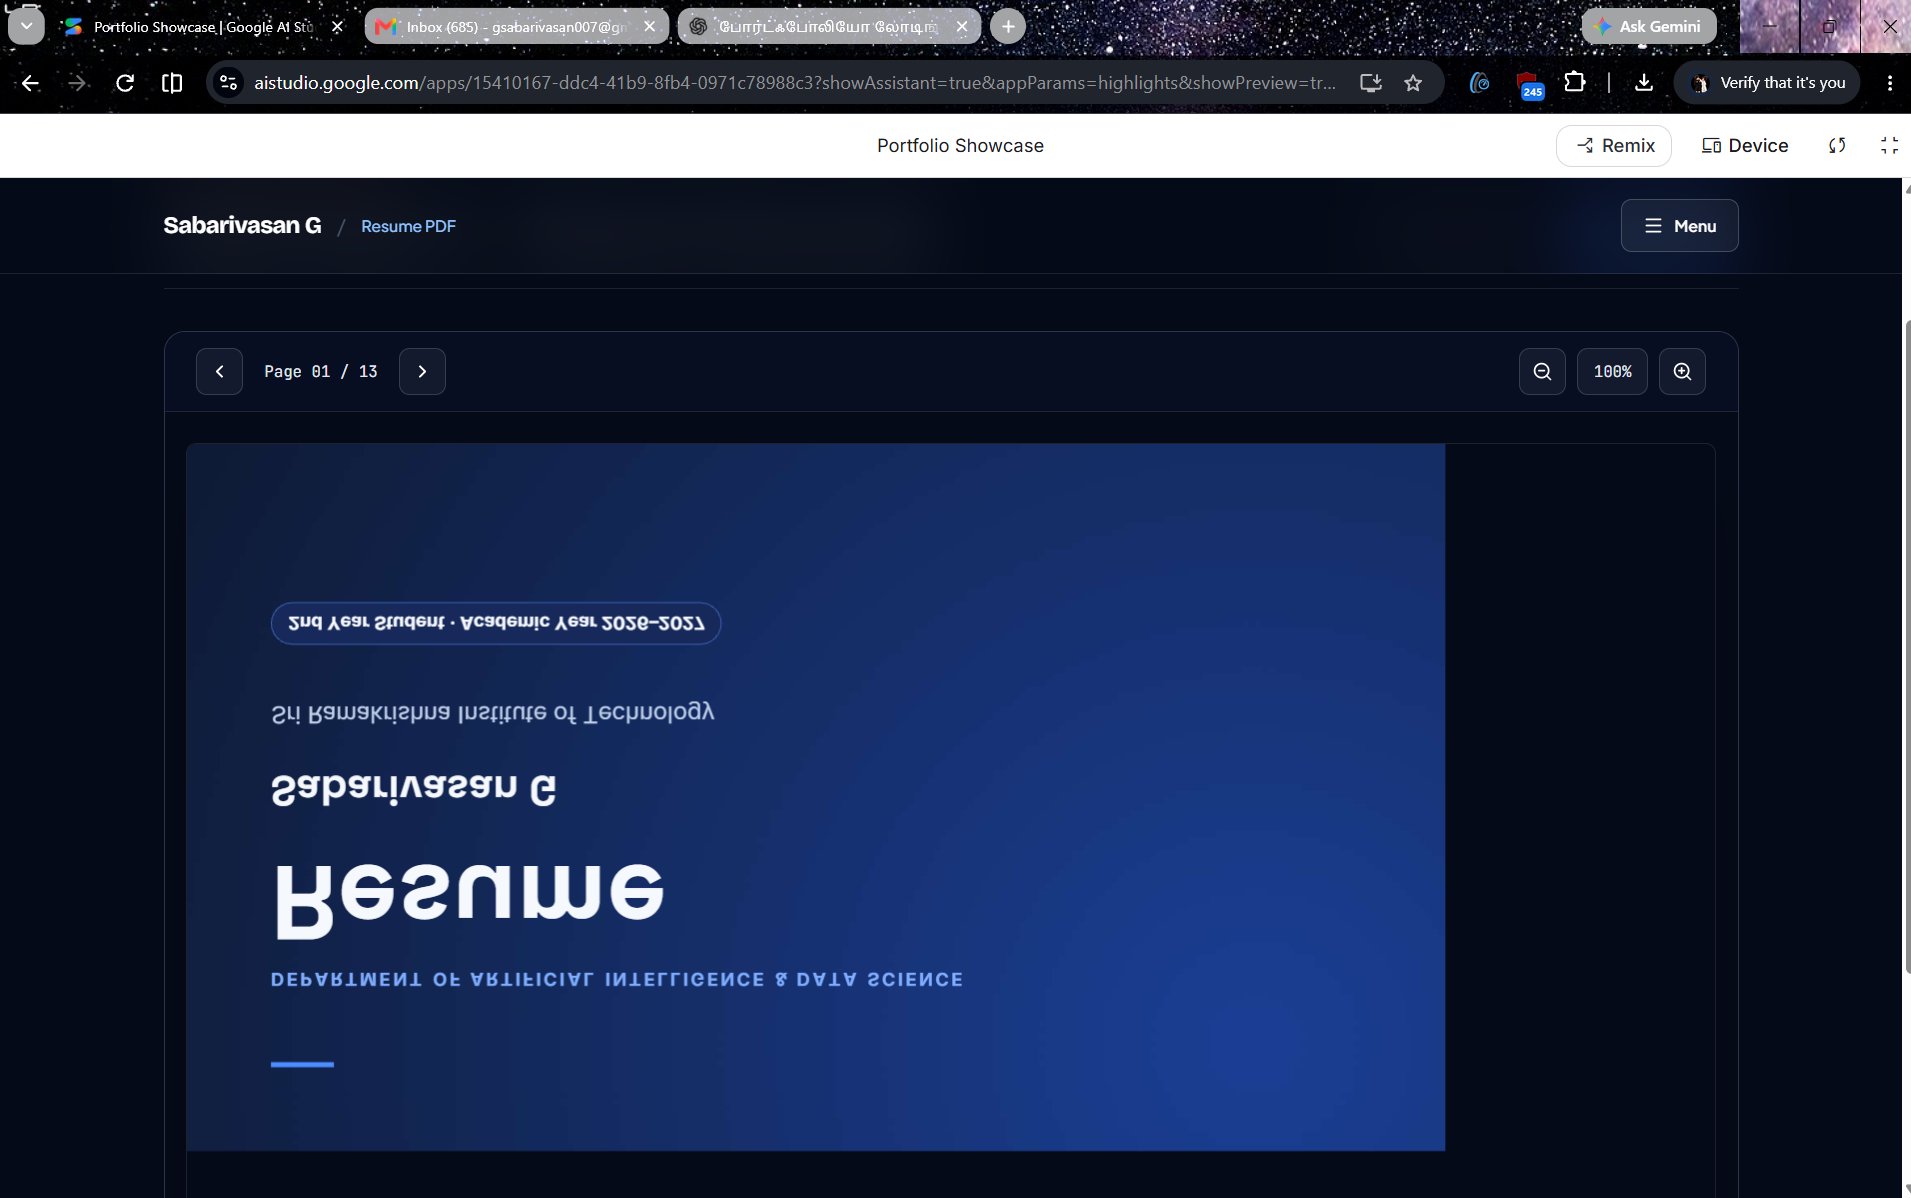 Portfolio Showcase | Google AI Stu
Inbox (685) - gsabarivasan007@gm
போர்ட்ஃபோலியோ லோடிங்
Ask Gemini
aistudio.google.com/apps/15410167-ddc4-41b9-8fb4-0971c78988c3?showAssistant=true&appParams=highlights&showPreview=tr...
245
Verify that it's you
Portfolio Showcase
Remix
Device
Sabarivasan G / Resume PDF
Menu
Page 01 / 13
100%
2nd Year Student · Academic Year 2026–2027
Sri Ramakrishna Institute of Technology
Sabarivasan G
Resume
DEPARTMENT OF ARTIFICIAL INTELLIGENCE & DATA SCIENCE